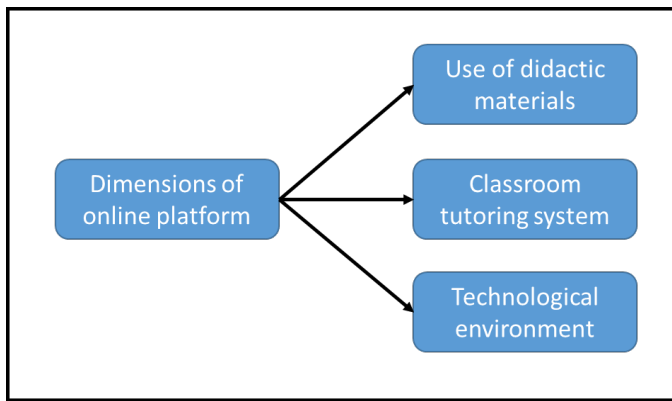 Dimensions of
online platform
Use of didactic
materials
Classroom
tutoring system
Technological
environment